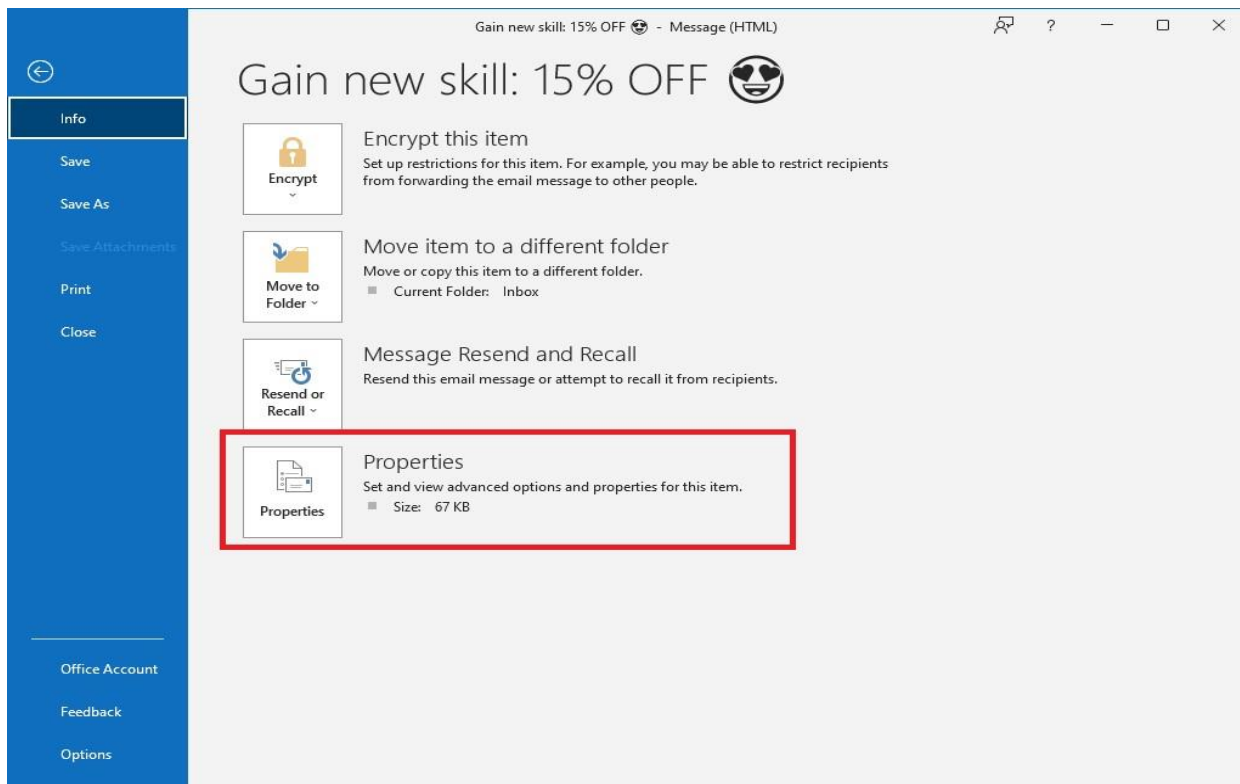 Gain new skill: 15% OFF 😍 - Message (HTML)
?
Gain new skill: 15% OFF 😍
Info
Save
Save As
Save Attachments
Print
Close
Office Account
Feedback
Options
Encrypt
Encrypt this item
Set up restrictions for this item. For example, you may be able to restrict recipients
from forwarding the email message to other people.
Move to
Folder
Move item to a different folder
Move or copy this item to a different folder.
Current Folder: Inbox
Resend or
Recall
Message Resend and Recall
Resend this email message or attempt to recall it from recipients.
Properties
Properties
Set and view advanced options and properties for this item.
Size: 67 KB